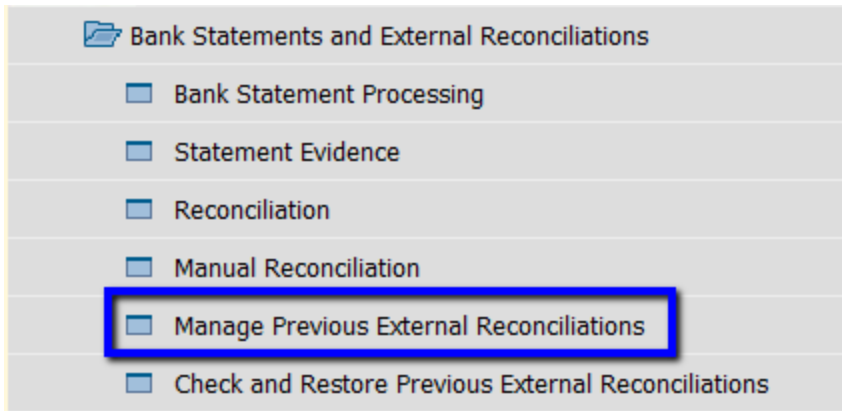 Bank Statements and External Reconciliations
Bank Statement Processing
Statement Evidence
Reconciliation
Manual Reconciliation
Manage Previous External Reconciliations
Check and Restore Previous External Reconciliations